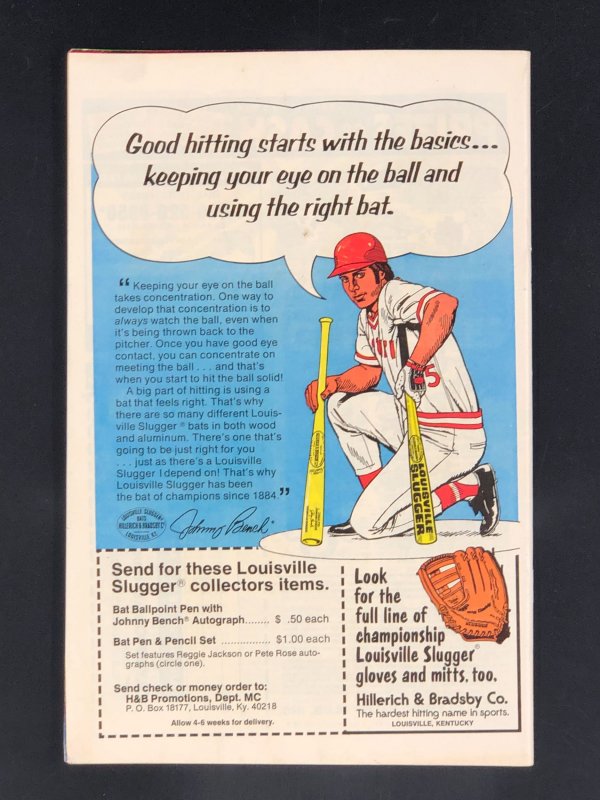 Good hitting starts with the basics...
keeping your eye on the ball and
using the right bat.
“ Keeping your eye on the ball
takes concentration. One way to
develop that concentration is to
always watch the ball, even when
it's being thrown back to the
pitcher. Once you have good eye
contact, you can concentrate on
meeting the ball . . . and that's
when you start to hit the ball solid!
A big part of hitting is using a
bat that feels right. That's why
there are so many different Louis-
ville Slugger® bats in both wood
and aluminum. There's one that's
going to be just right for you
. . . just as there's a Louisville
Slugger I depend on! That's why
Louisville Slugger has been
the bat of champions since 1884.”
LOUISVILLE SLUGGER
BATS
HILLERICH & BRADSBY Co
LOUISVILLE, KY.
Johnny Bench
5
LOUISVILLE
SLUGGER
Send for these Louisville
Slugger® collectors items.
Bat Ballpoint Pen with
Johnny Bench® Autograph........ $ .50 each
Bat Pen & Pencil Set ................ $1.00 each
Set features Reggie Jackson or Pete Rose auto-
graphs (circle one).
Send check or money order to:
H&B Promotions, Dept. MC
P. O. Box 18177, Louisville, Ky. 40218
Allow 4-6 weeks for delivery.
Look
for the
full line of
championship
Louisville Slugger®
gloves and mitts, too.
Hillerich & Bradsby Co.
The hardest hitting name in sports.
LOUISVILLE, KENTUCKY